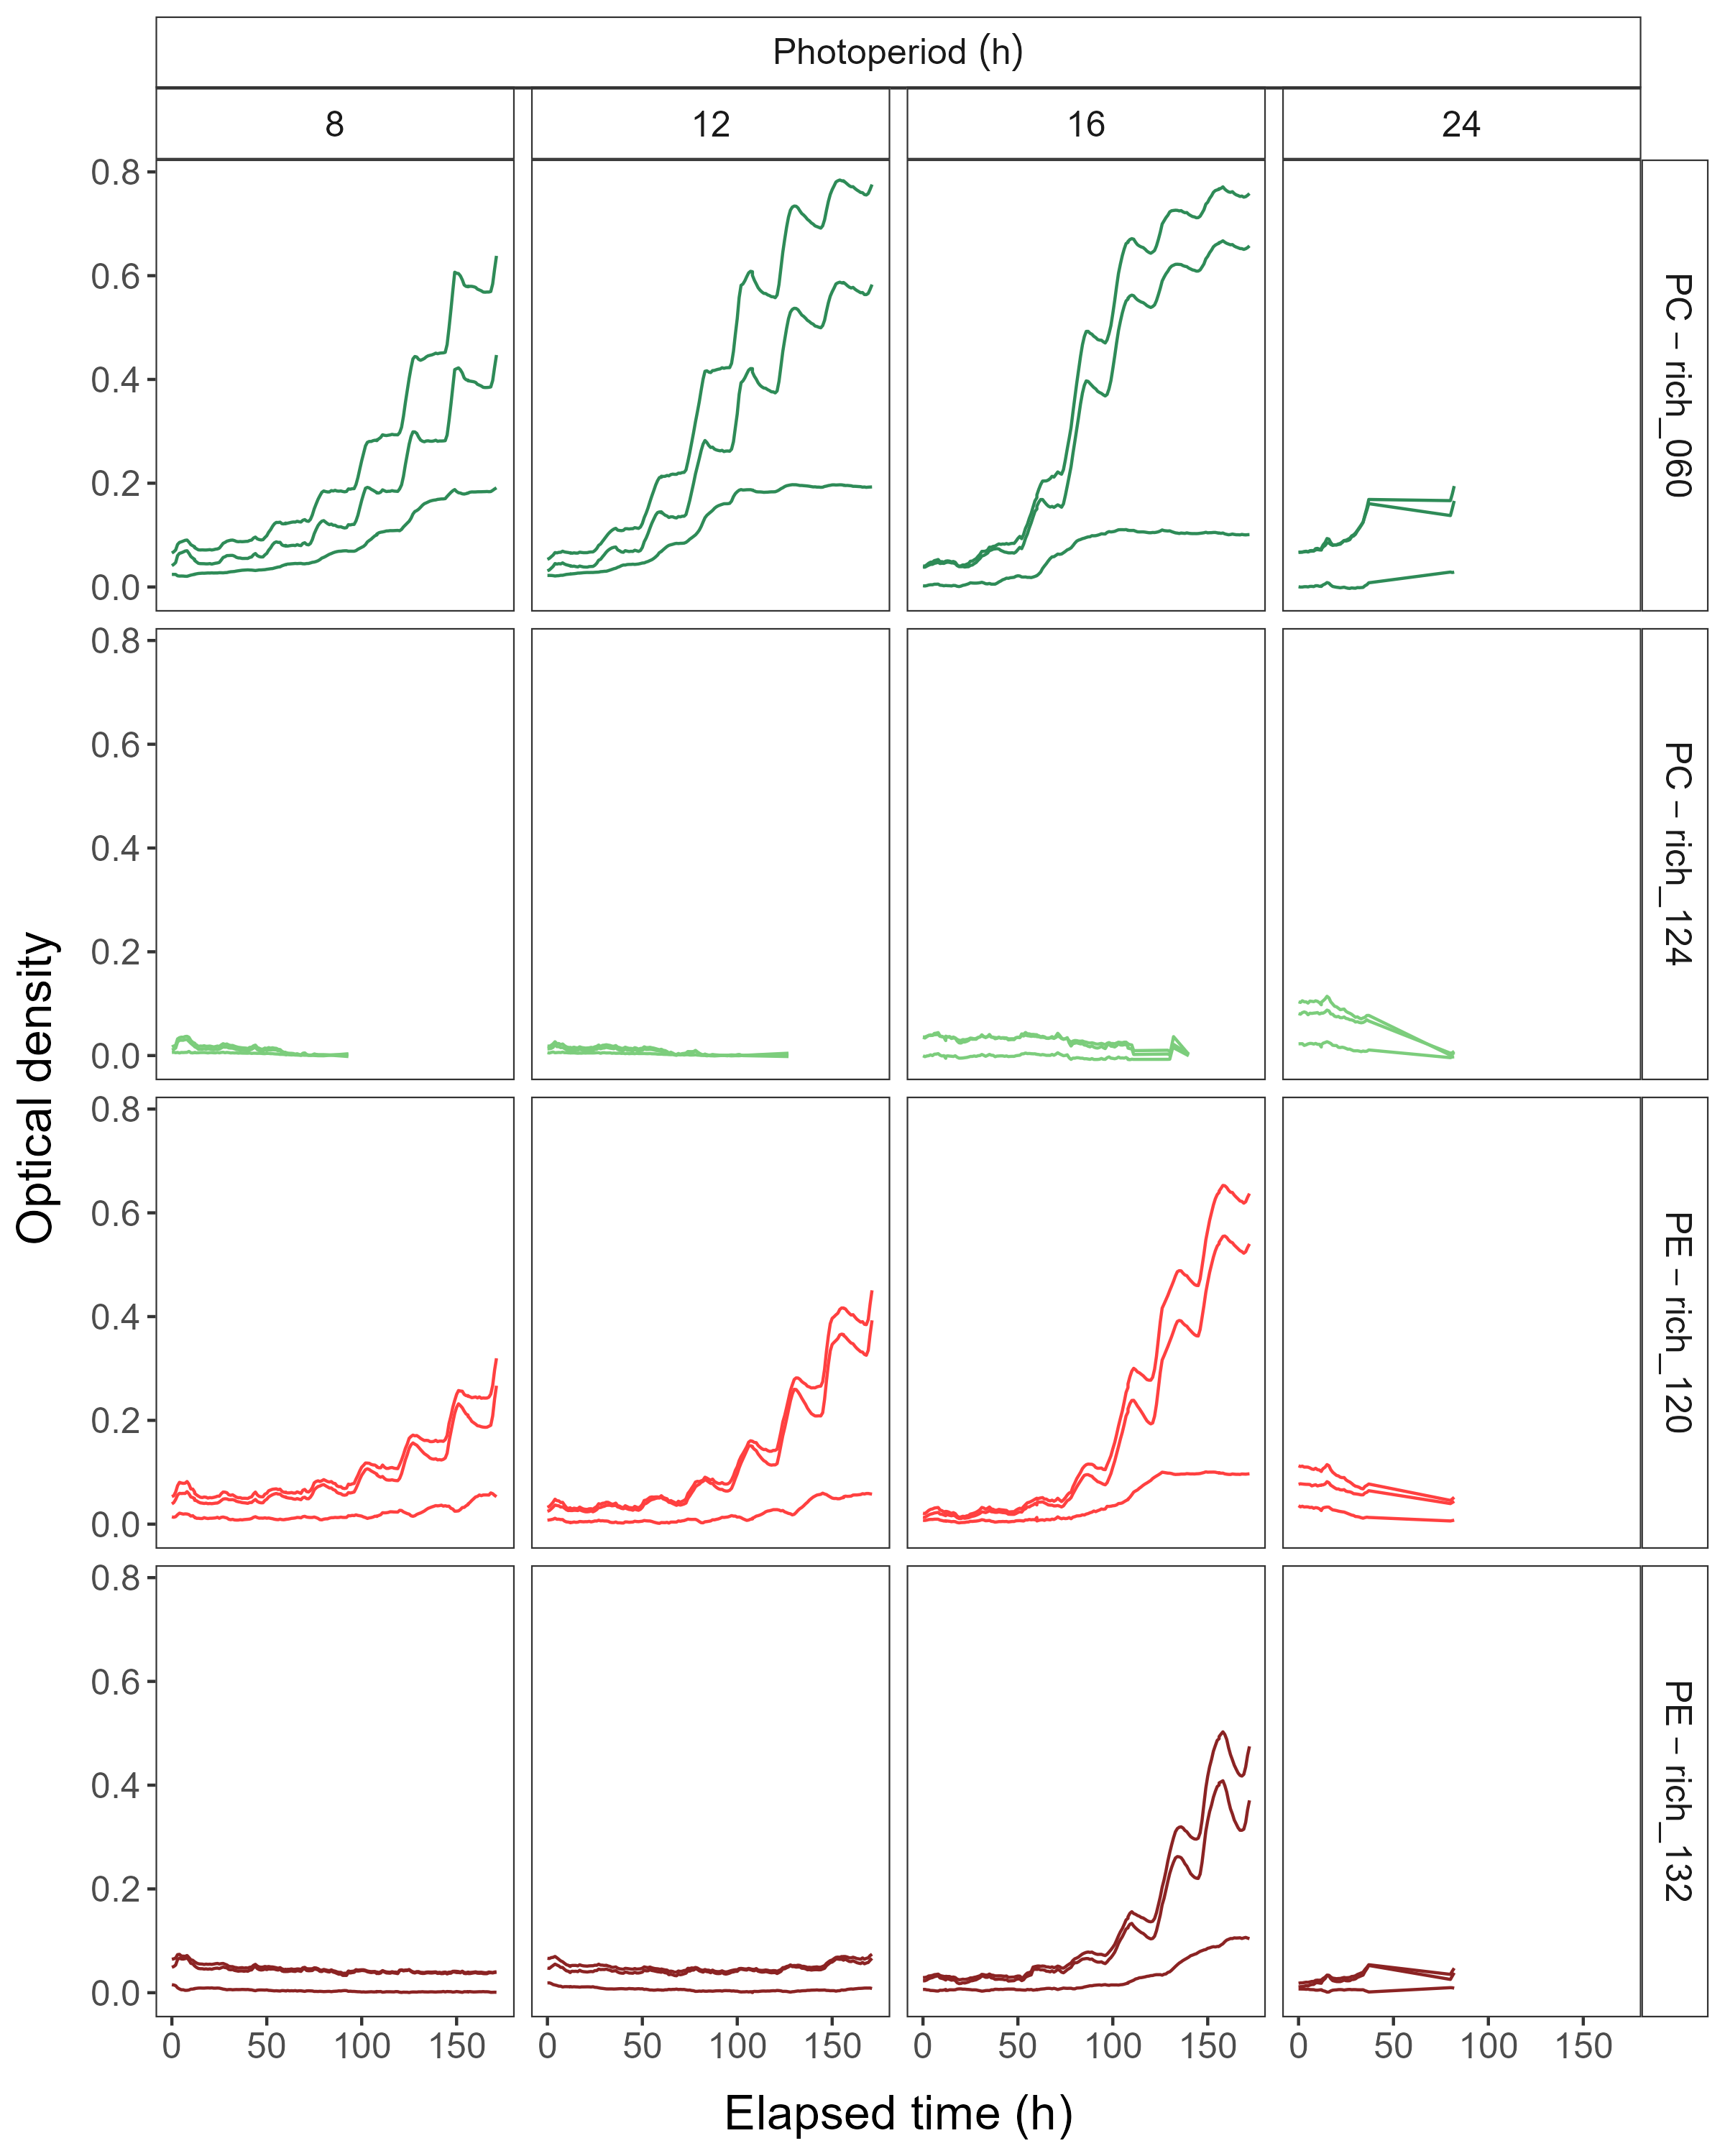 Photoperiod (h)
8 12 16 24
0.8
0.6
0.4
0.2
0.0
PC − rich_060
0.8
0.6
0.4
0.2
0.0
PC − rich_124
0.8
0.6
0.4
0.2
0.0
PE − rich_120
0.8
0.6
0.4
0.2
0.0
PE − rich_132
Optical density
0 50 100 150 0 50 100 150 0 50 100 150 0 50 100 150
Elapsed time (h)